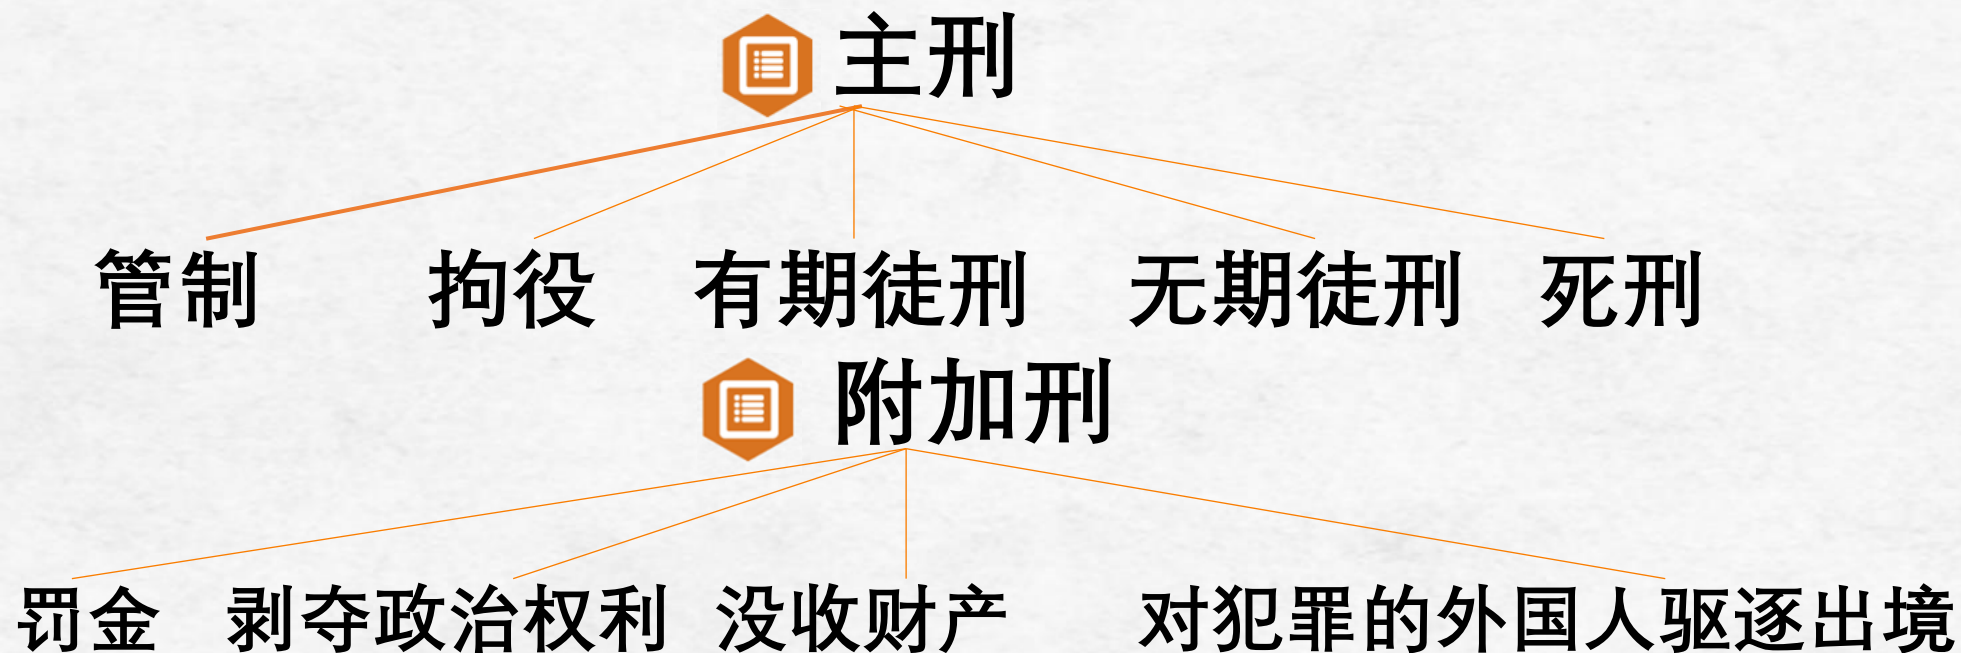 主刑
管制 拘役 有期徒刑 无期徒刑 死刑
附加刑
罚金 剥夺政治权利 没收财产 对犯罪的外国人驱逐出境